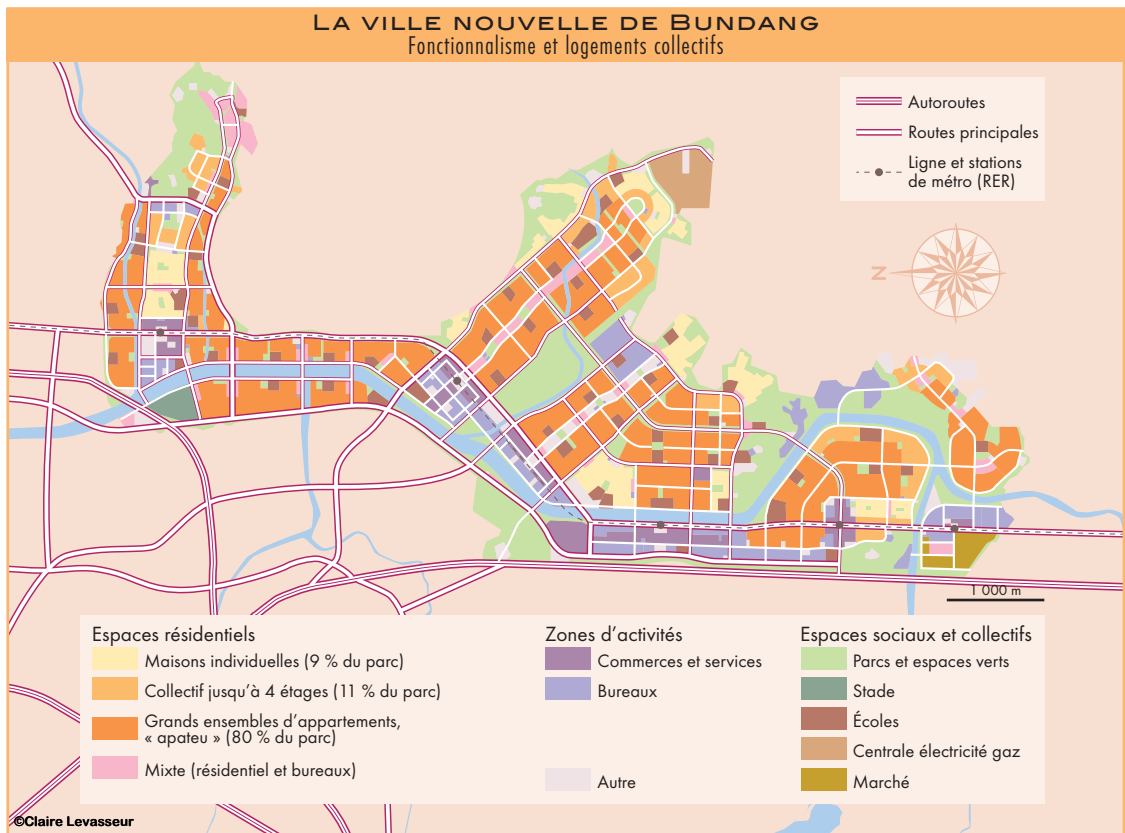 LA VILLE NOUVELLE DE BUNDANG
Fonctionnalisme et logements collectifs
Autoroutes
Routes principales
Ligne et stations
de métro (RER)
N
1 000 m
Espaces résidentiels
Maisons individuelles (9 % du parc)
Collectif jusqu'à 4 étages (11 % du parc)
Grands ensembles d'appartements,
« apateu » (80 % du parc)
Mixte (résidentiel et bureaux)
Zones d'activités
Commerces et services
Bureaux
Autre
Espaces sociaux et collectifs
Parcs et espaces verts
Stade
Écoles
Centrale électricité gaz
Marché
©Claire Levasseur